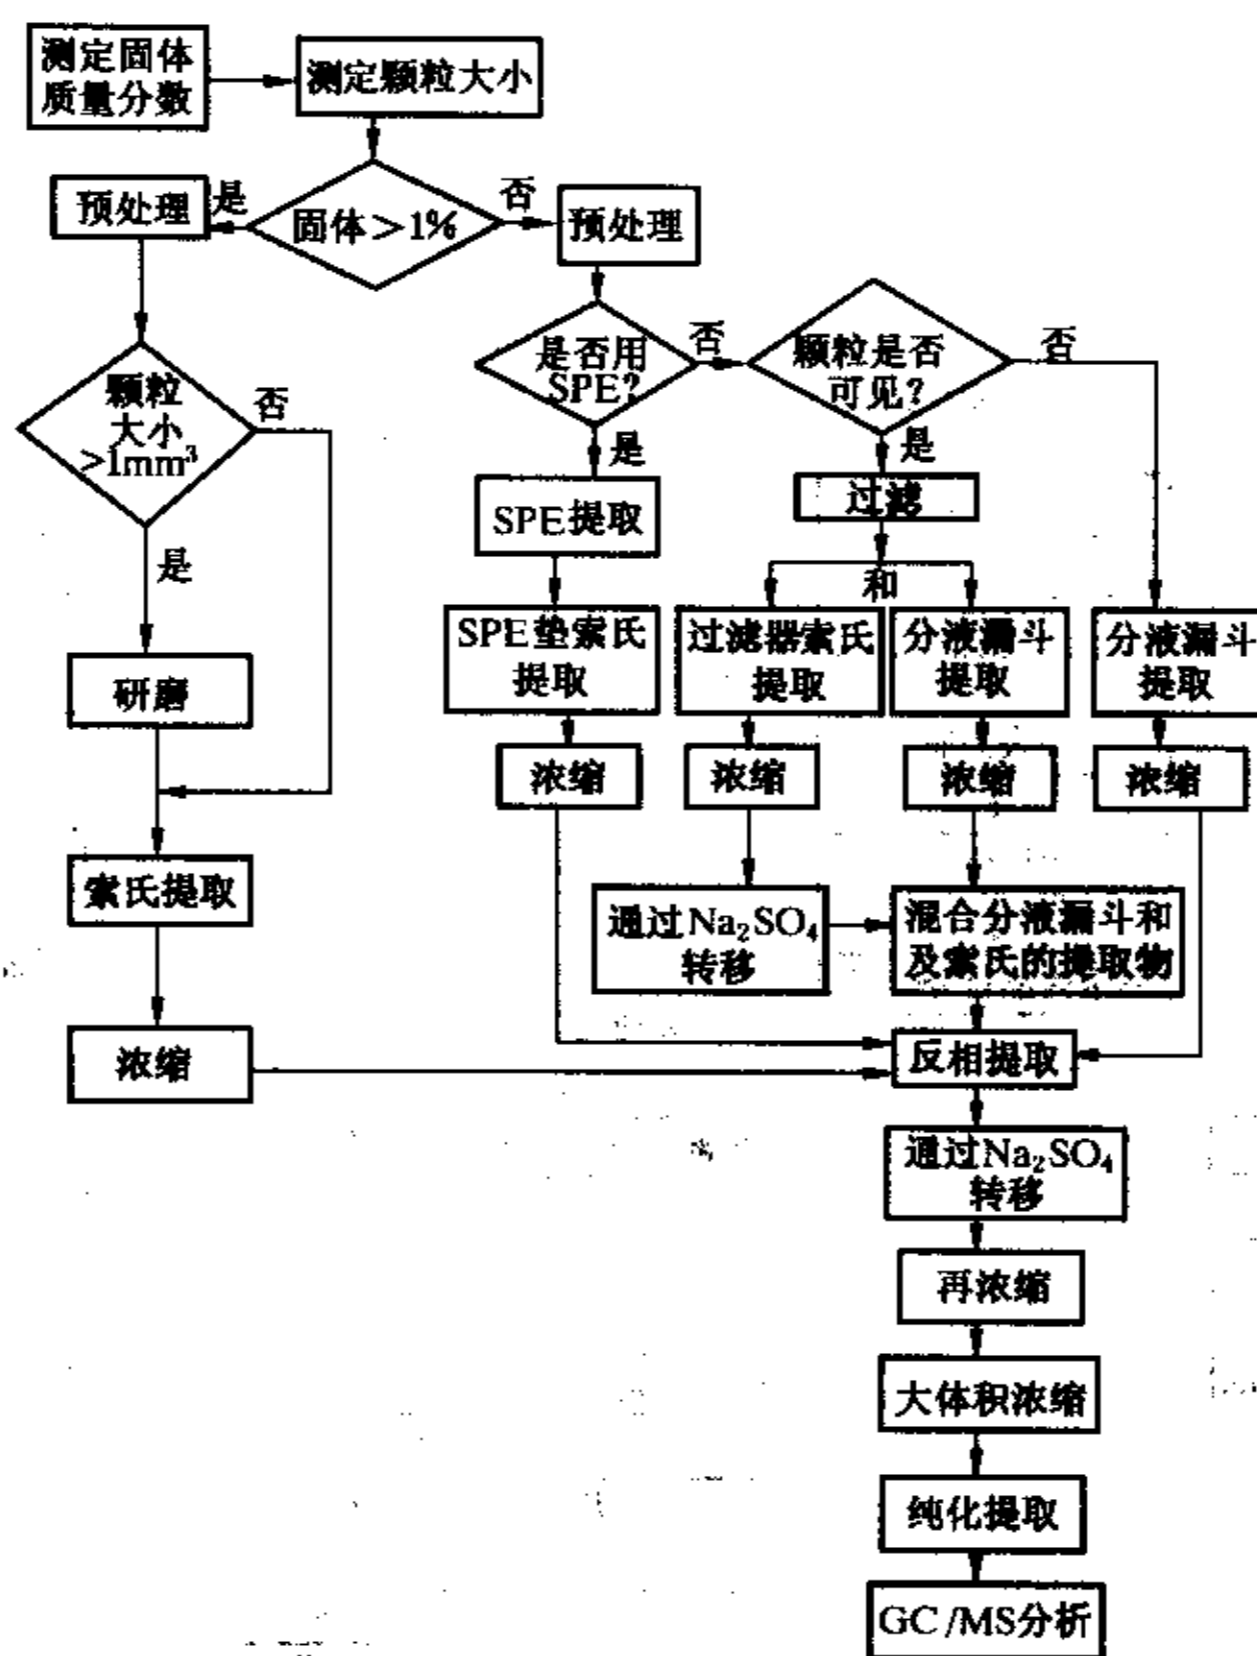 测定固体
质量分数
测定颗粒大小
固体＞1%
是
否
预处理
预处理
颗粒
大小
>1mm³
否
是
研磨
索氏提取
浓缩
是否用
SPE?
否
是
颗粒是否
可见?
否
是
SPE提取
过滤
和
SPE垫索氏
提取
过滤器索氏
提取
分液漏斗
提取
分液漏斗
提取
浓缩
浓缩
浓缩
浓缩
通过Na₂SO₄
转移
混合分液漏斗和
及索氏的提取物
反相提取
通过Na₂SO₄
转移
再浓缩
大体积浓缩
纯化提取
GC/MS分析